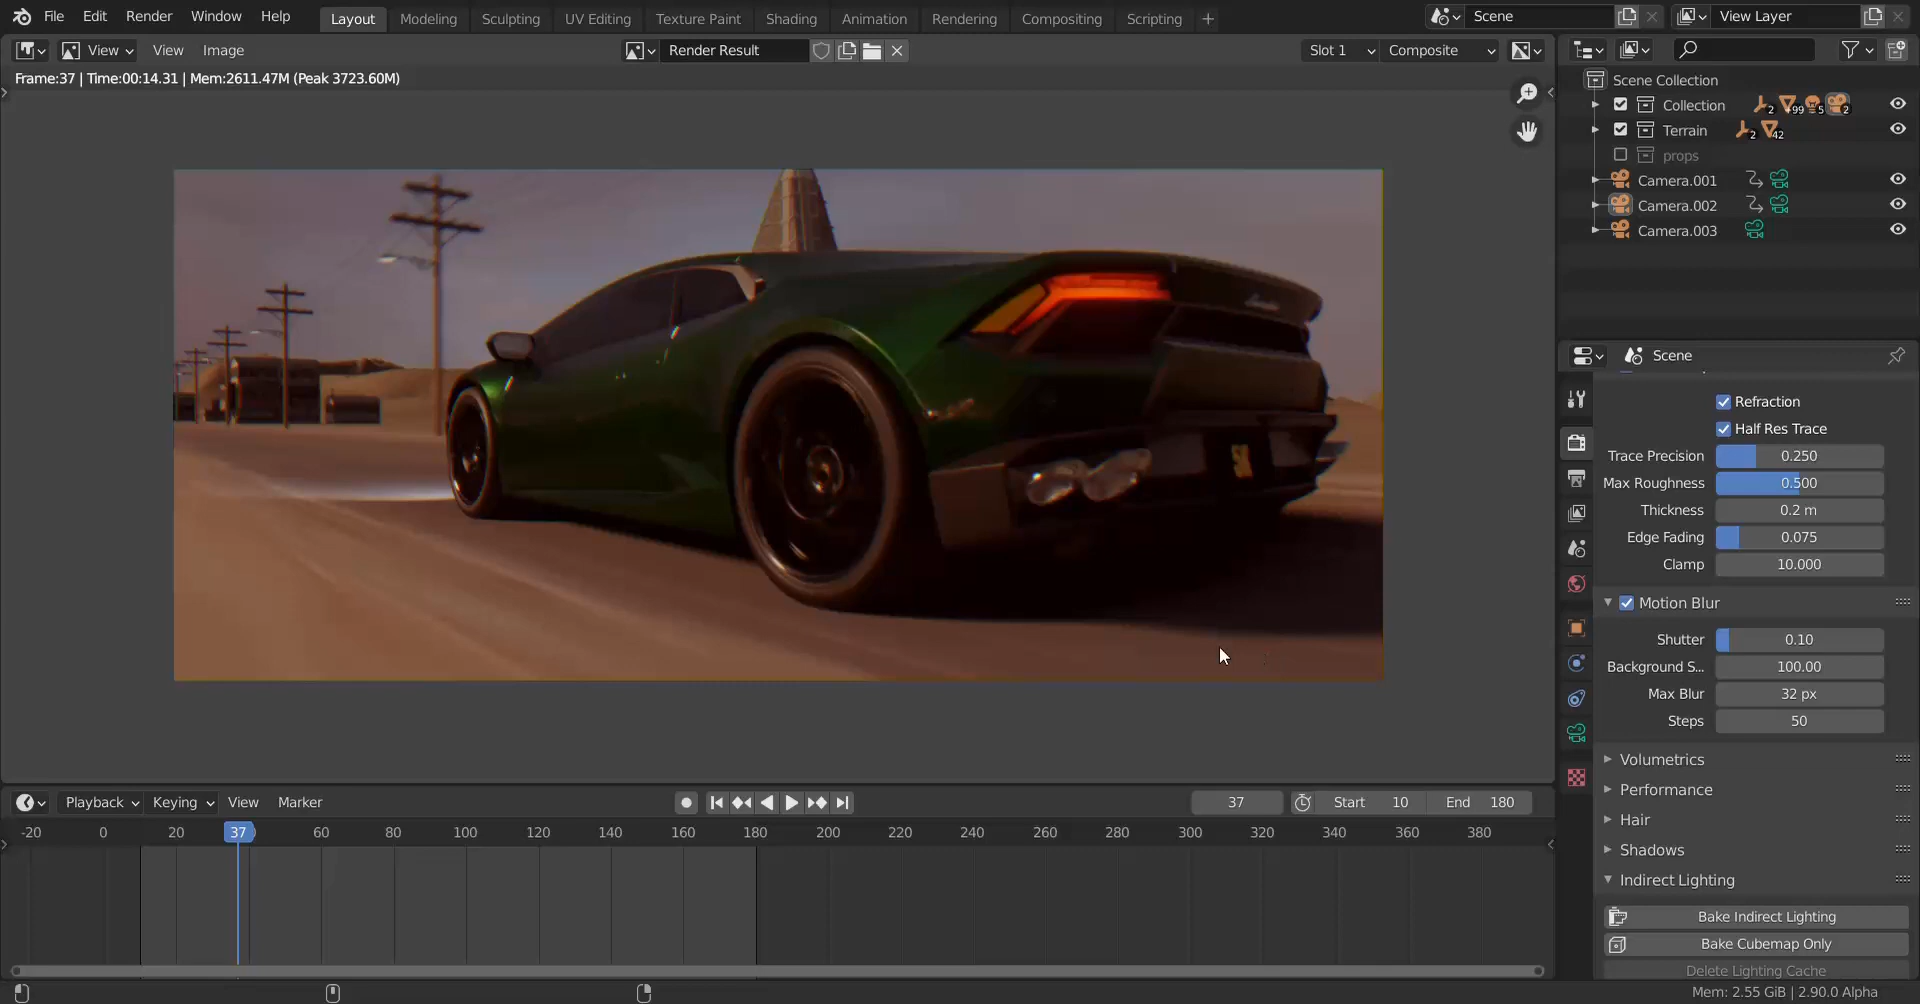 File Edit Render Window Help Layout Modeling Sculpting UV Editing Texture Paint Shading Animation Rendering Compositing Scripting + Scene View Layer
View View Image Render Result Slot 1 Composite
Frame:37 | Time:00:14.31 | Mem:2611.47M (Peak 3723.60M)
Scene Collection
Collection 2 99 5 2
Terrain 2 42
props
Camera.001
Camera.002
Camera.003
Scene
Refraction
Half Res Trace
Trace Precision 0.250
Max Roughness 0.500
Thickness 0.2 m
Edge Fading 0.075
Clamp 10.000
Motion Blur
Shutter 0.10
Background S... 100.00
Max Blur 32 px
Steps 50
Volumetrics
Performance
Hair
Shadows
Indirect Lighting
Bake Indirect Lighting
Bake Cubemap Only
Delete Lighting Cache
Playback Keying View Marker 37 Start 10 End 180
-20 0 20 37 60 80 100 120 140 160 180 200 220 240 260 280 300 320 340 360 380
Mem: 2.55 GiB | 2.90.0 Alpha